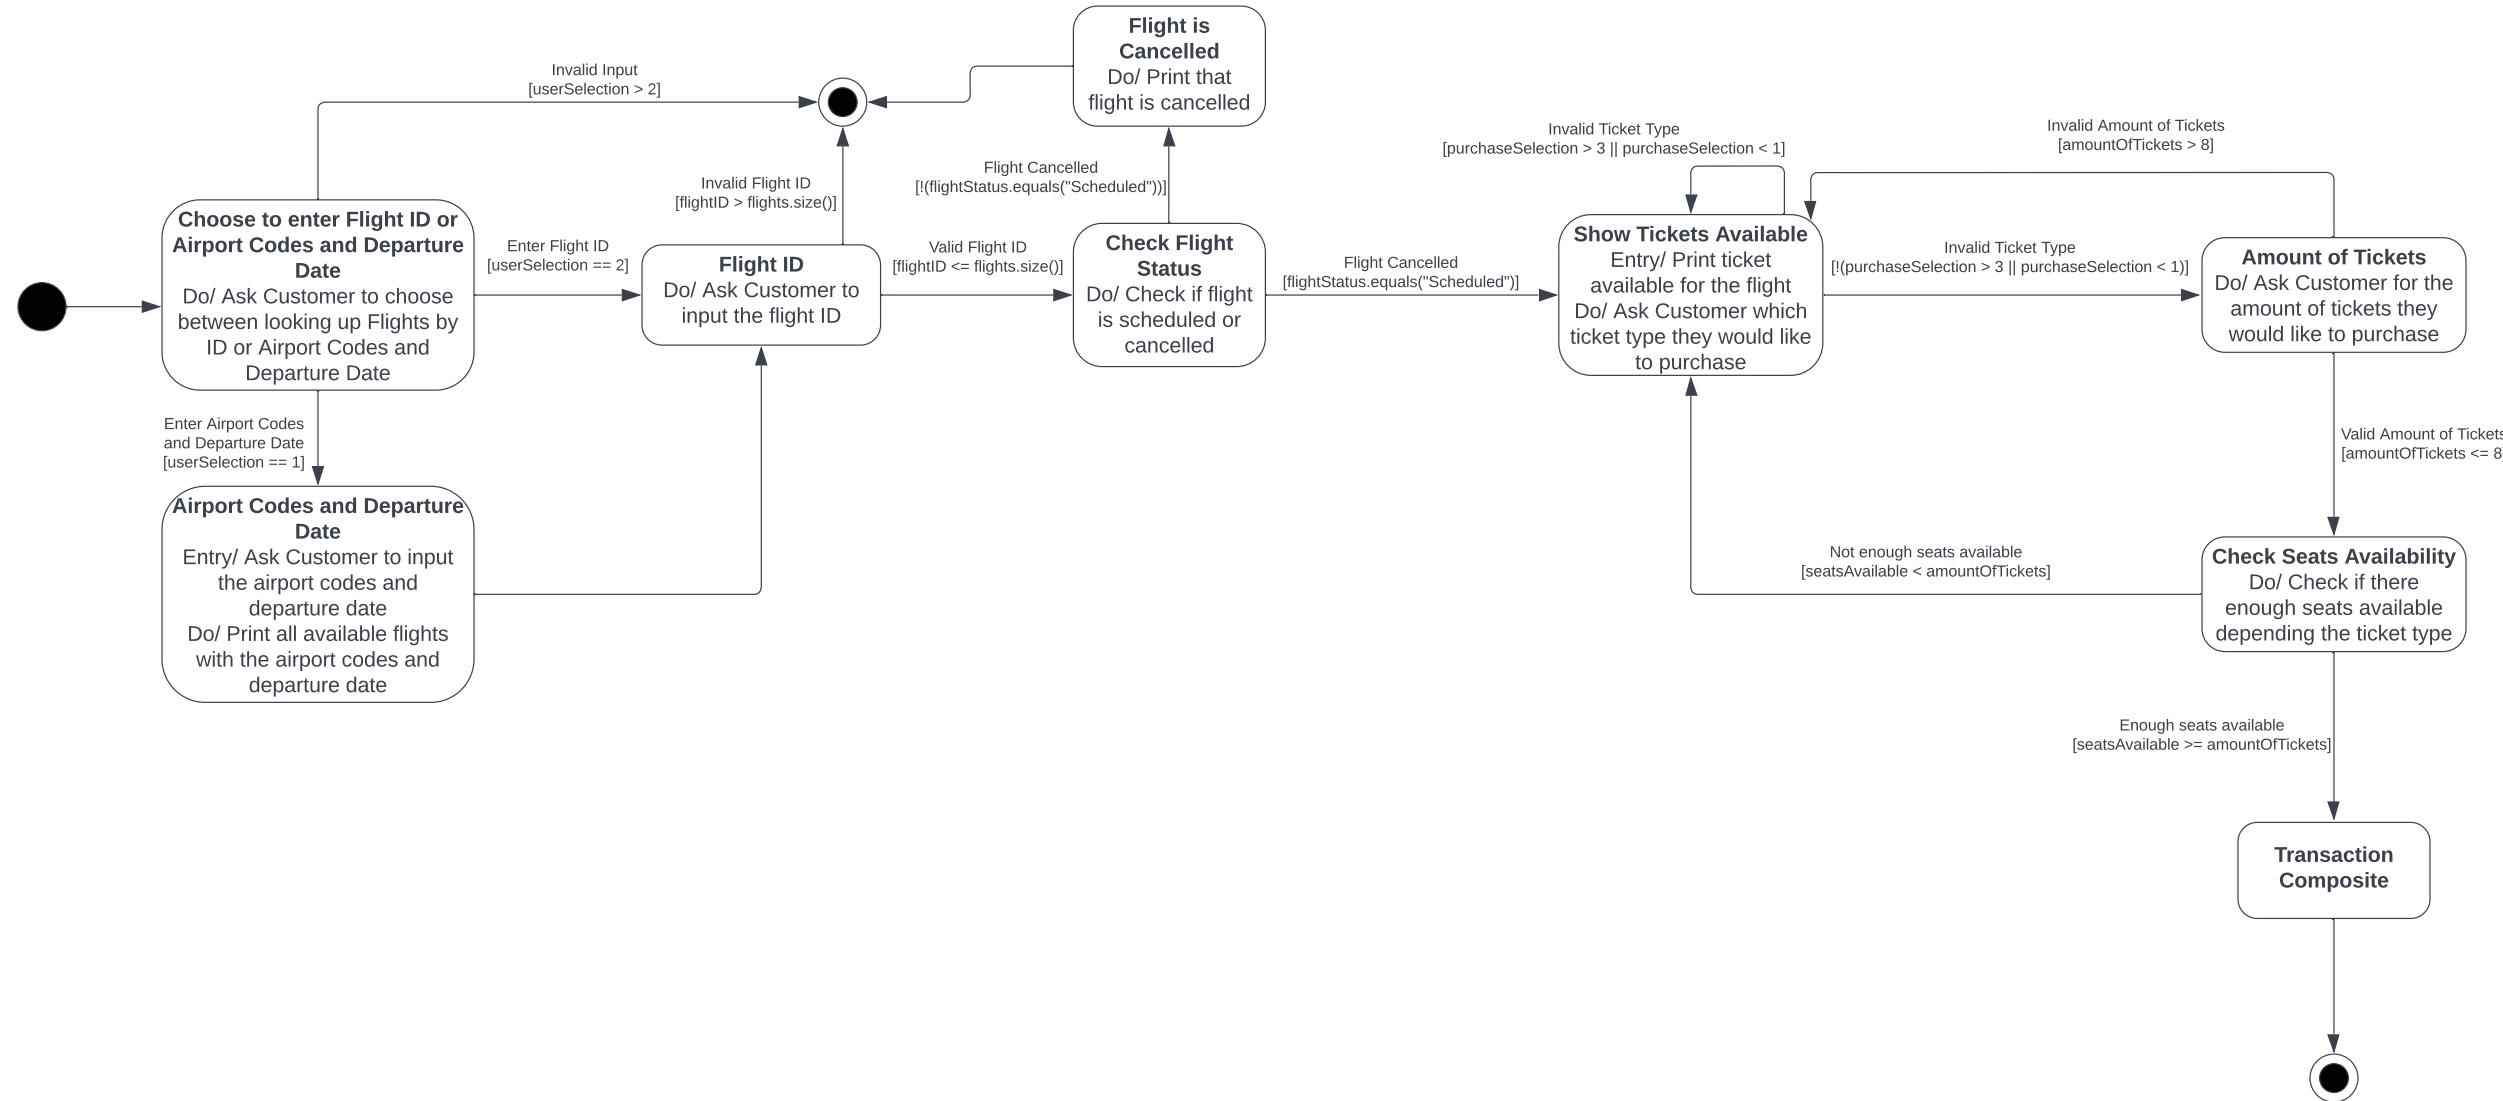 Flight is
Cancelled
Do/ Print that
flight is cancelled
Invalid Input
[userSelection > 2]
Invalid Ticket Type
[purchaseSelection > 3 || purchaseSelection < 1]
Invalid Amount of Tickets
[amountOfTickets > 8]
Flight Cancelled
[!(flightStatus.equals("Scheduled"))]
Invalid Flight ID
[flightID > flights.size()]
Choose to enter Flight ID or
Airport Codes and Departure
Date
Do/ Ask Customer to choose
between looking up Flights by
ID or Airport Codes and
Departure Date
Enter Flight ID
[userSelection == 2]
Flight ID
Do/ Ask Customer to
input the flight ID
Valid Flight ID
[flightID <= flights.size()]
Check Flight
Status
Do/ Check if flight
is scheduled or
cancelled
Flight Cancelled
[flightStatus.equals("Scheduled")]
Show Tickets Available
Entry/ Print ticket
available for the flight
Do/ Ask Customer which
ticket type they would like
to purchase
Invalid Ticket Type
[!(purchaseSelection > 3 || purchaseSelection < 1)]
Amount of Tickets
Do/ Ask Customer for the
amount of tickets they
would like to purchase
Enter Airport Codes
and Departure Date
[userSelection == 1]
Valid Amount of Tickets
[amountOfTickets <= 8]
Airport Codes and Departure
Date
Entry/ Ask Customer to input
the airport codes and
departure date
Do/ Print all available flights
with the airport codes and
departure date
Not enough seats available
[seatsAvailable < amountOfTickets]
Check Seats Availability
Do/ Check if there
enough seats available
depending the ticket type
Enough seats available
[seatsAvailable >= amountOfTickets]
Transaction
Composite